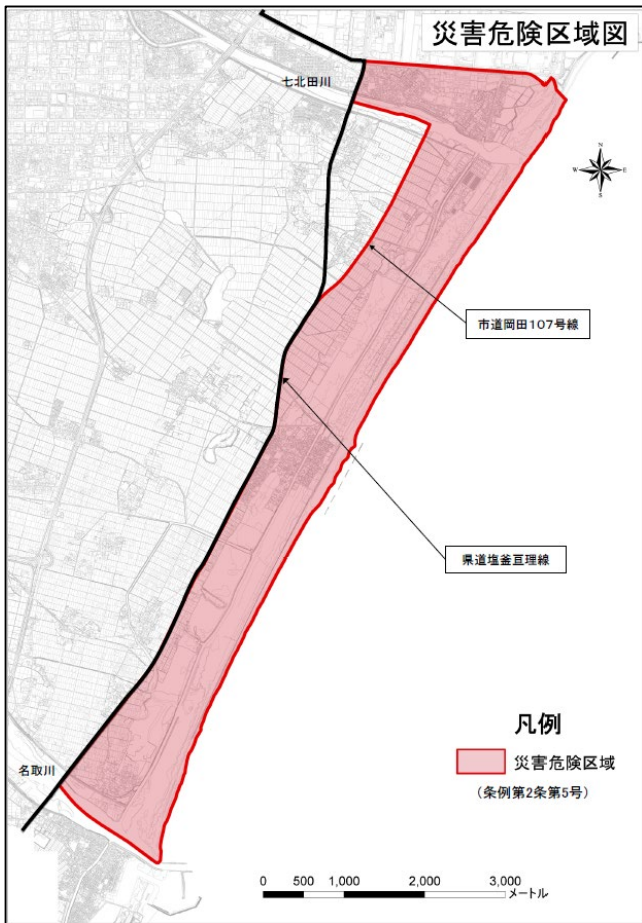 災害危険区域図
七北田川
N
W E
S
市道岡田107号線
県道塩釜亘理線
名取川
凡例
災害危険区域
(条例第2条第5号)
0 500 1,000 2,000 3,000
メートル